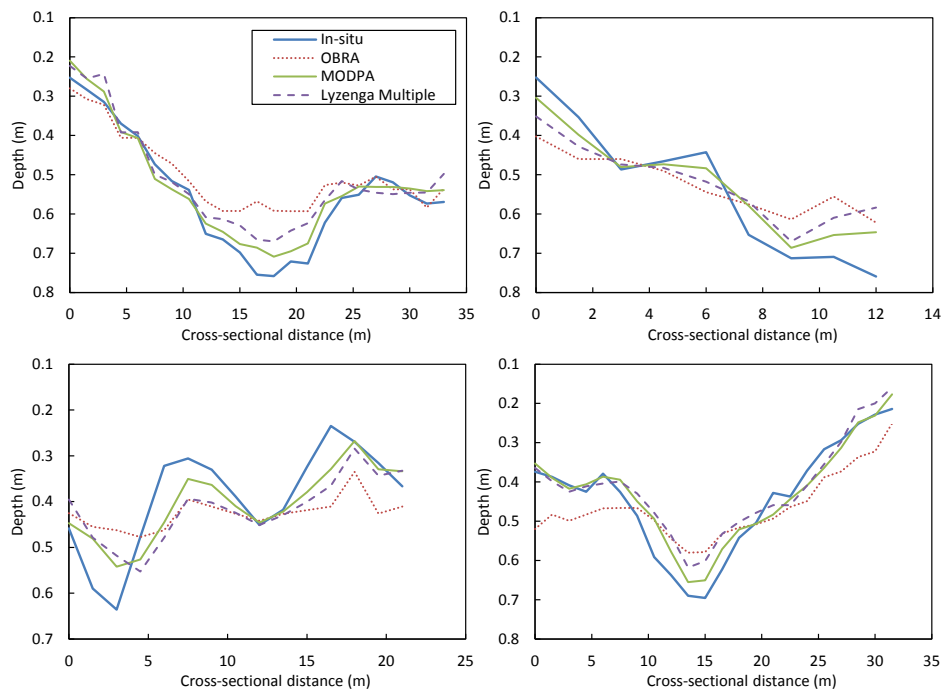 0.1
0.2
0.3
0.4
0.5
0.6
0.7
0.8
Depth (m)
0 5 10 15 20 25 30 35
Cross-sectional distance (m)
In-situ
OBRA
MODPA
Lyzenga Multiple
0.1
0.2
0.3
0.4
0.5
0.6
0.7
0.8
Depth (m)
0 2 4 6 8 10 12 14
Cross-sectional distance (m)
0.1
0.2
0.3
0.4
0.5
0.6
0.7
Depth (m)
0 5 10 15 20 25
Cross-sectional distance (m)
0.1
0.2
0.3
0.4
0.5
0.6
0.7
0.8
Depth (m)
0 5 10 15 20 25 30 35
Cross-sectional distance (m)